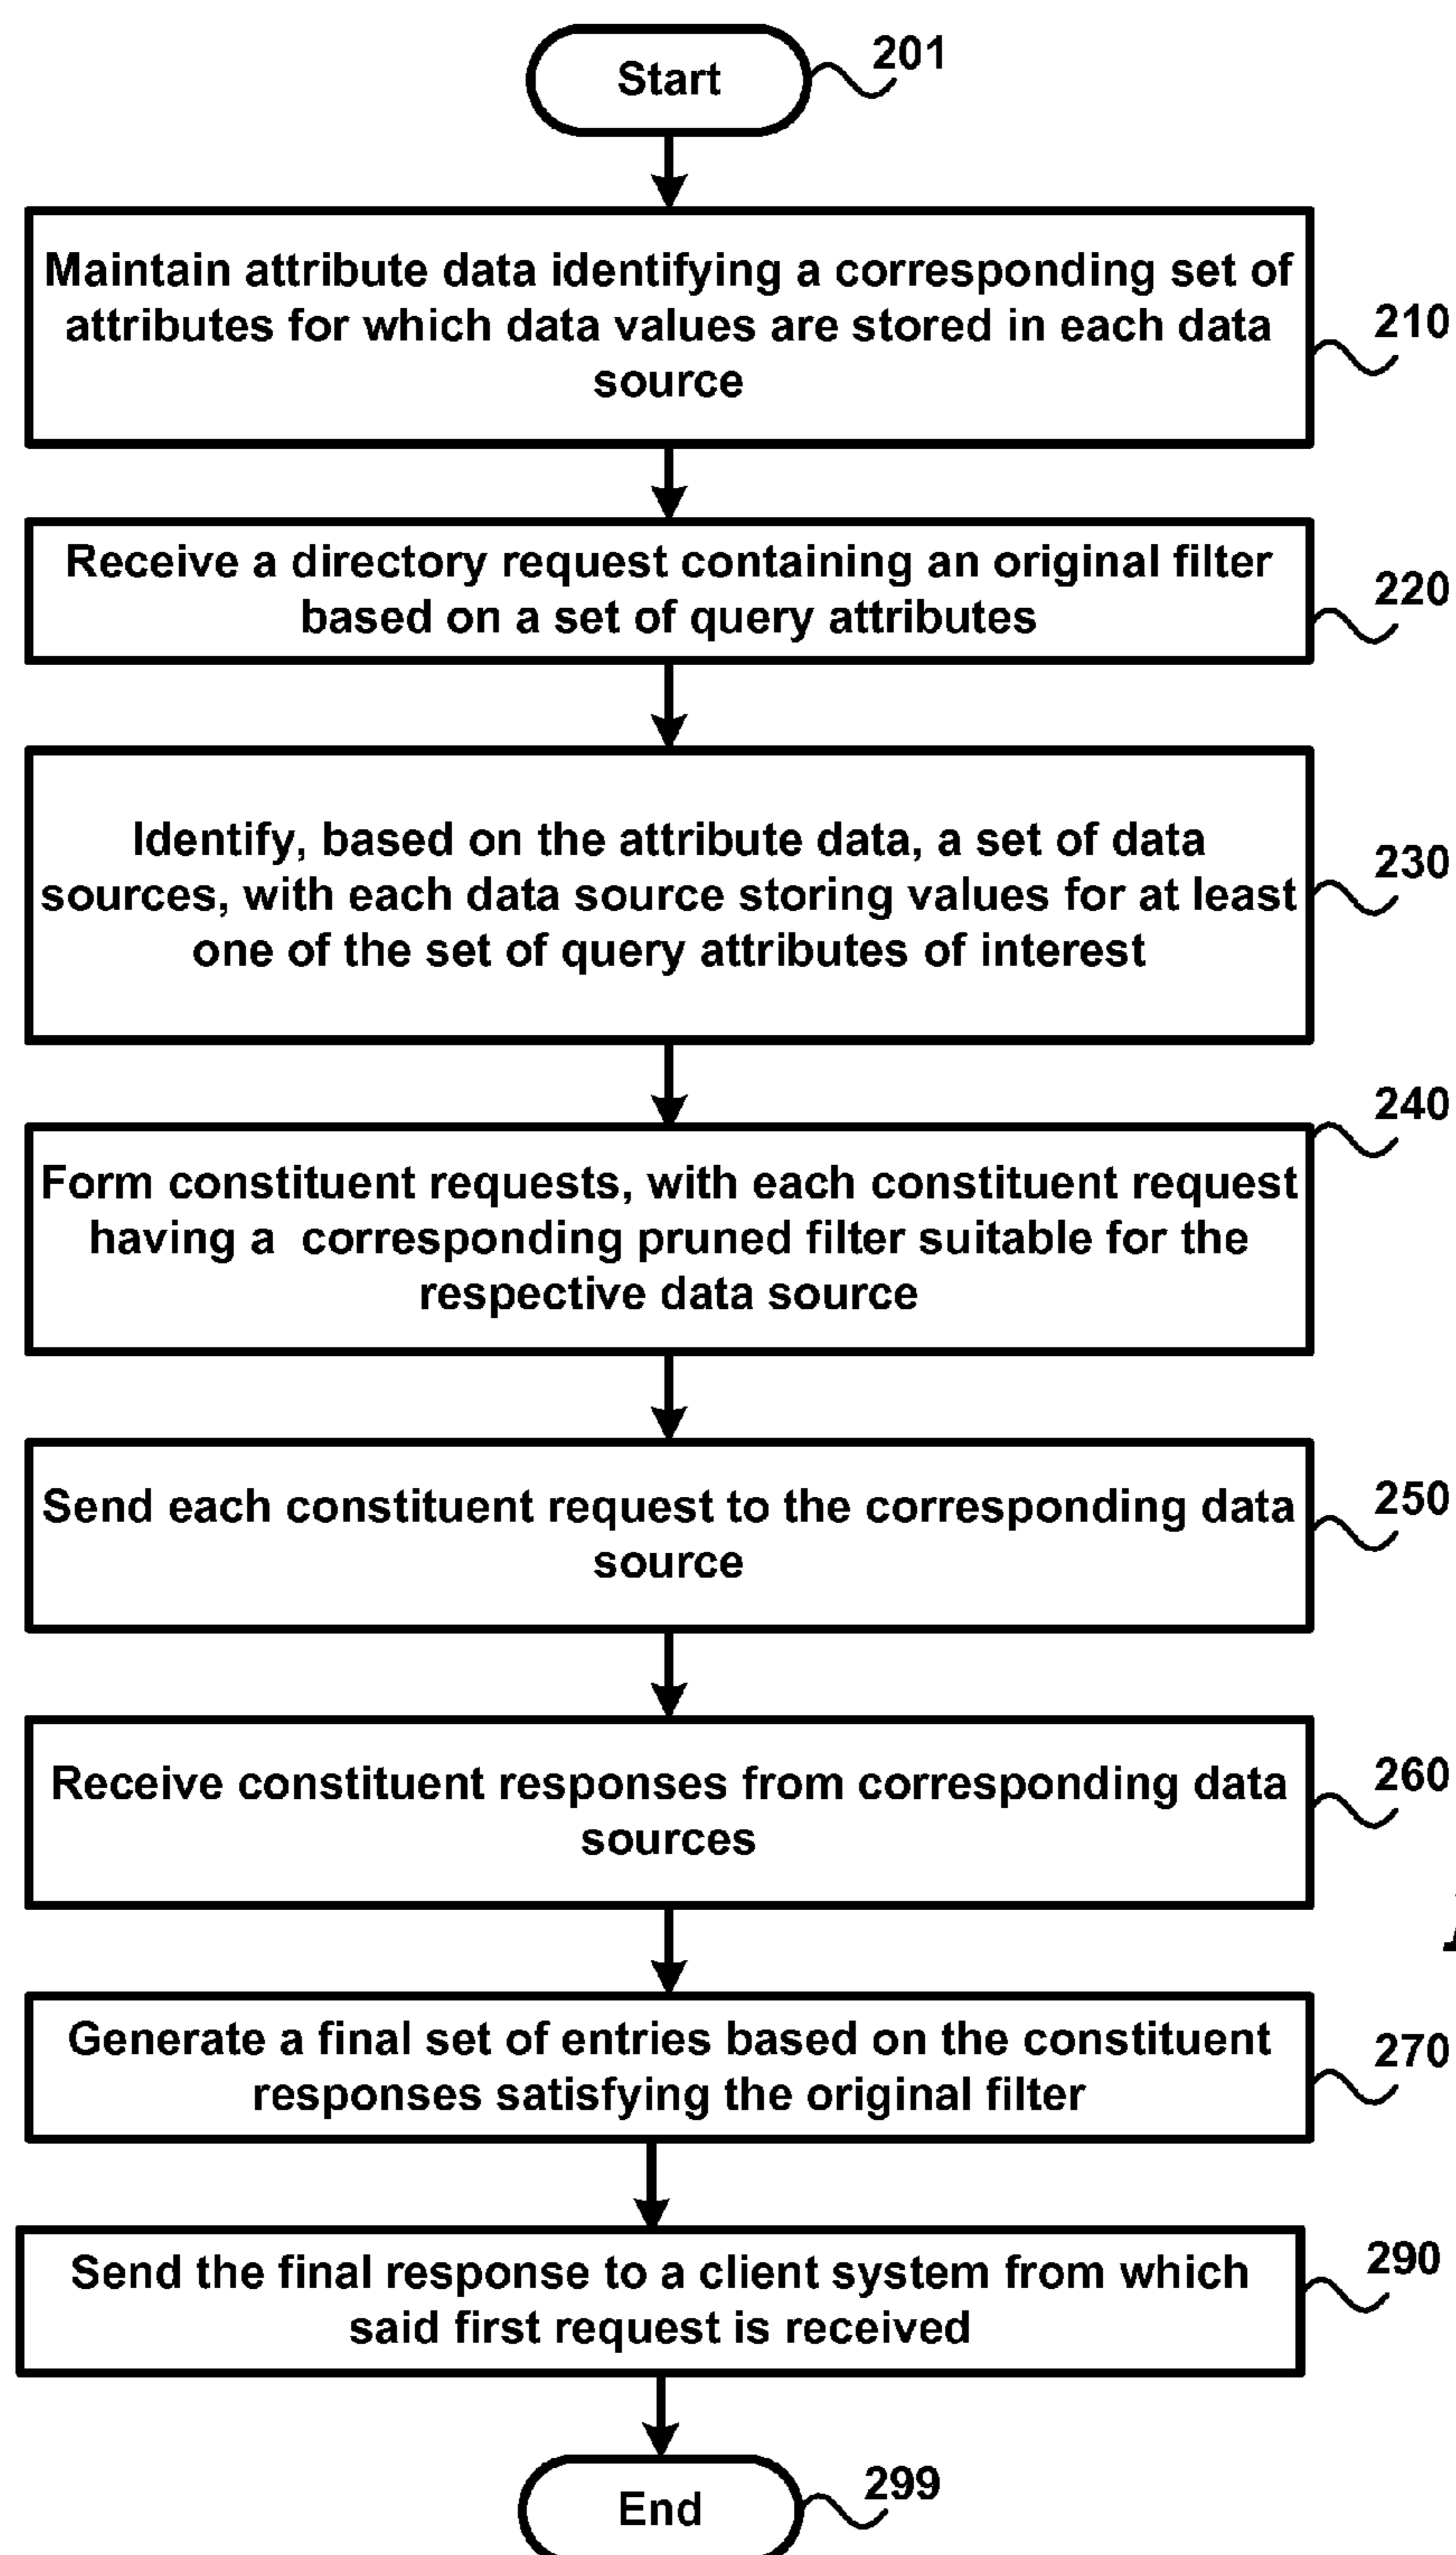 Start
201
Maintain attribute data identifying a corresponding set of
attributes for which data values are stored in each data
source
210
Receive a directory request containing an original filter
based on a set of query attributes
220
Identify, based on the attribute data, a set of data
sources, with each data source storing values for at least
one of the set of query attributes of interest
230
Form constituent requests, with each constituent request
having a corresponding pruned filter suitable for the
respective data source
240
Send each constituent request to the corresponding data
source
250
Receive constituent responses from corresponding data
sources
260
Generate a final set of entries based on the constituent
responses satisfying the original filter
270
Send the final response to a client system from which
said first request is received
290
End
299